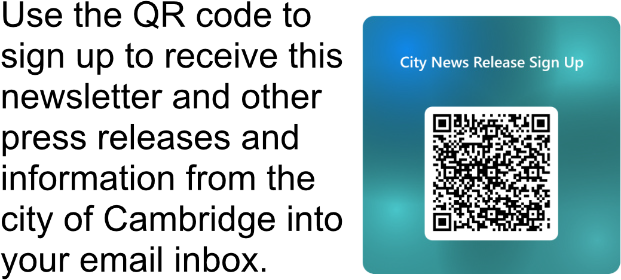 Use the QR code to
sign up to receive this
newsletter and other
press releases and
information from the
city of Cambridge into
your email inbox.
City News Release Sign Up